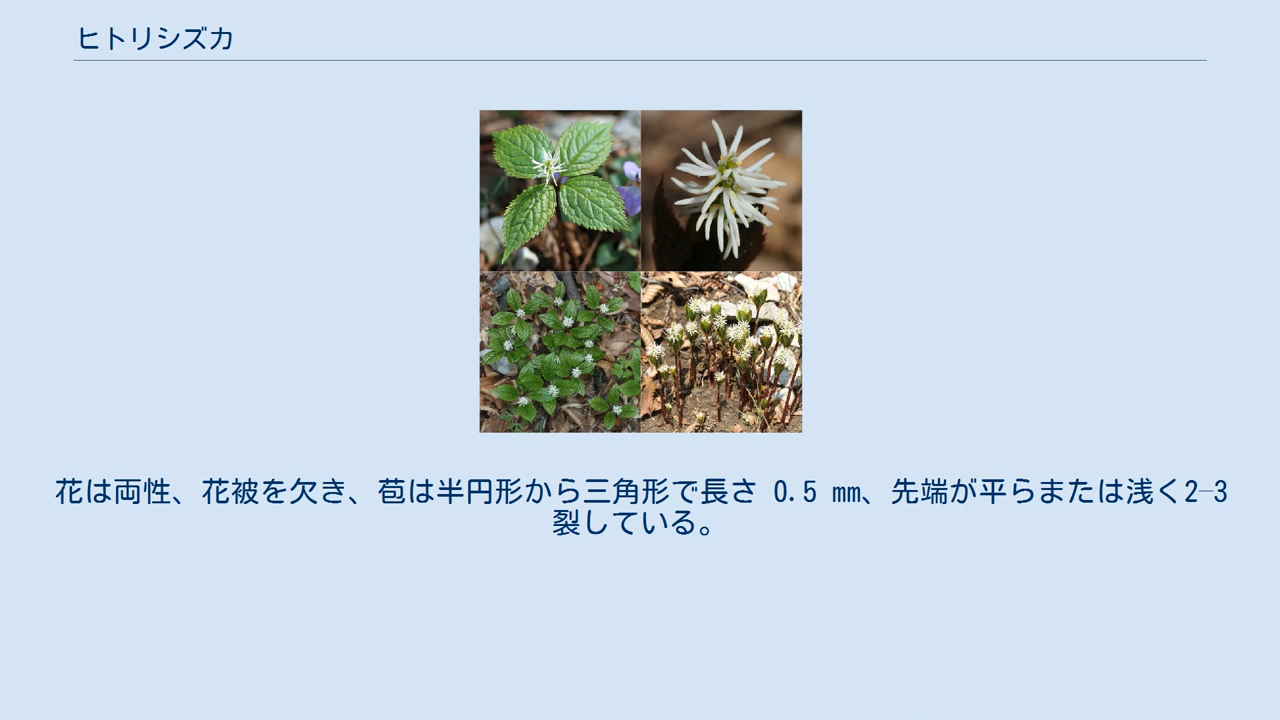 ヒトリシズカ
花は両性、花被を欠き、苞は半円形から三角形で長さ 0.5 mm、先端が平らまたは浅く2–3
裂している。